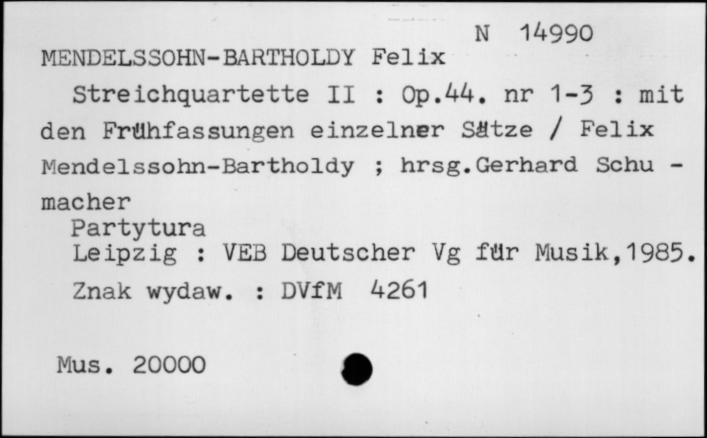 N 14990
MENDELSSOHN-BARTHOLDY Felix
Streichquartette II : Op.44. nr 1-3 : mit
den Frühfassungen einzelner Sätze / Felix
Mendelssohn-Bartholdy ; hrsg.Gerhard Schu -
macher
Partytura
Leipzig : VEB Deutscher Vg für Musik,1985.
Znak wydaw. : DVfM 4261
Mus. 20000